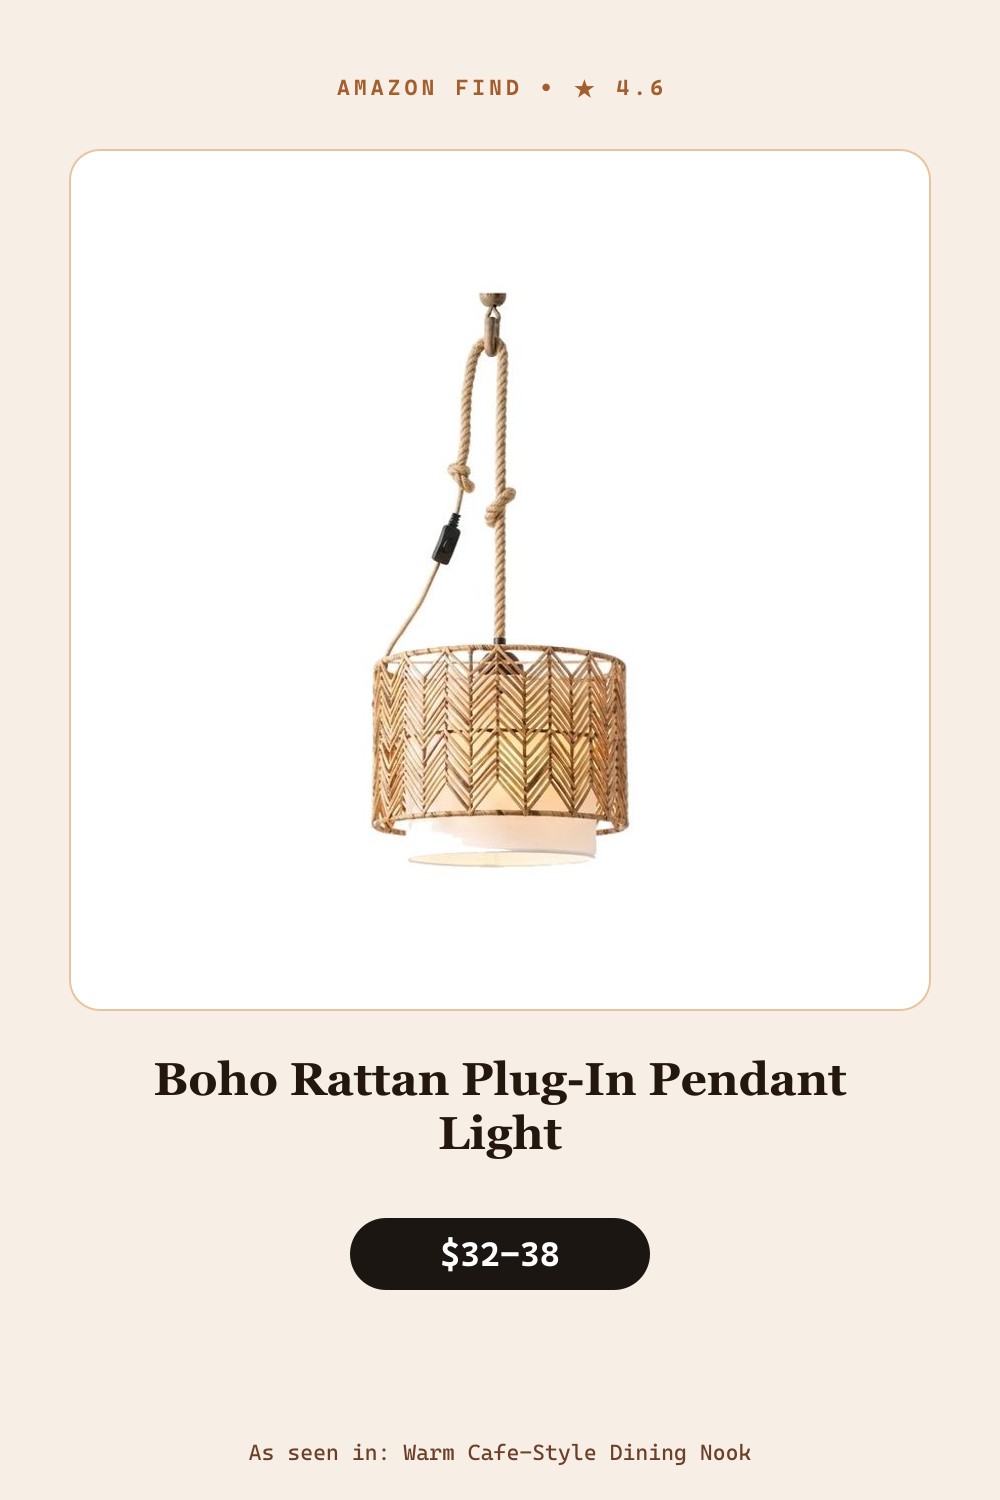 AMAZON FIND • ★ 4.6
Boho Rattan Plug-In Pendant
Light
$32–38
As seen in: Warm Cafe-Style Dining Nook